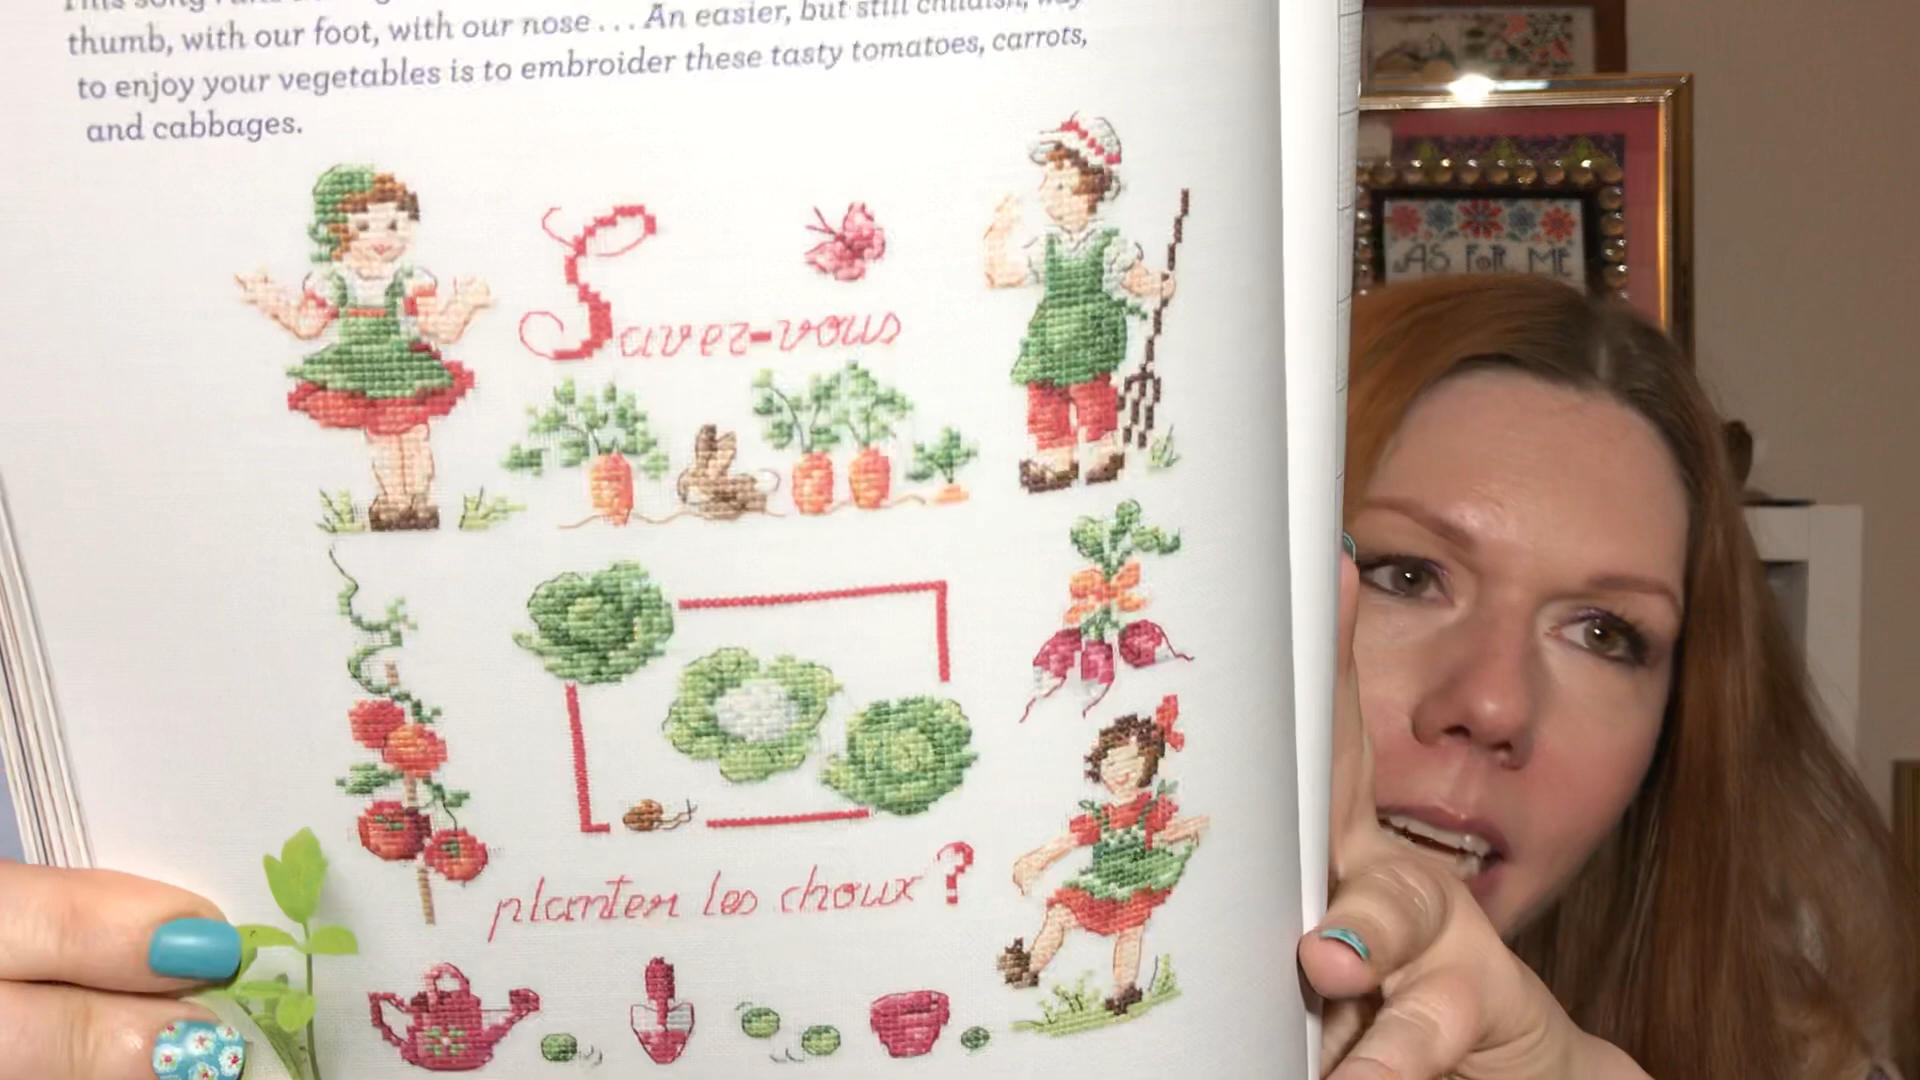 thumb, with our foot, with our nose . . . An easier, but still childish, way
to enjoy your vegetables is to embroider these tasty tomatoes, carrots,
and cabbages.
Savez-vous
planter les choux ?
AS FOR ME